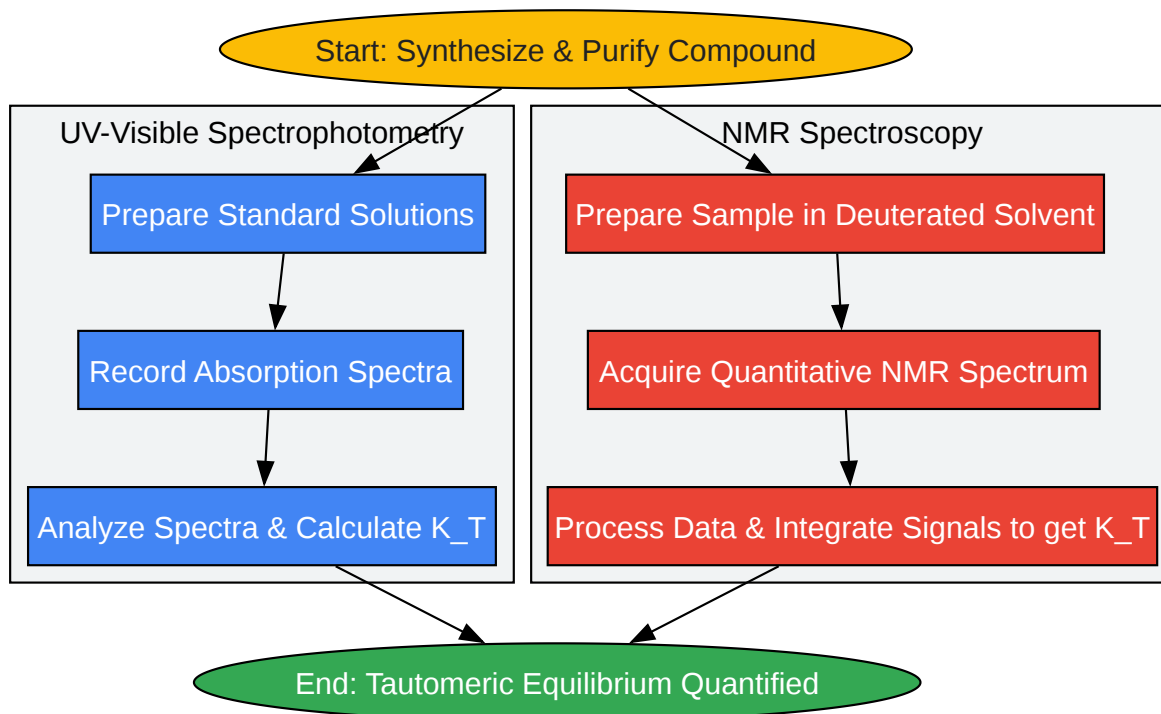 Start: Synthesize & Purify Compound
UV-Visible Spectrophotometry
Prepare Standard Solutions
Record Absorption Spectra
Analyze Spectra & Calculate K_T
NMR Spectroscopy
Prepare Sample in Deuterated Solvent
Acquire Quantitative NMR Spectrum
Process Data & Integrate Signals to get K_T
End: Tautomeric Equilibrium Quantified